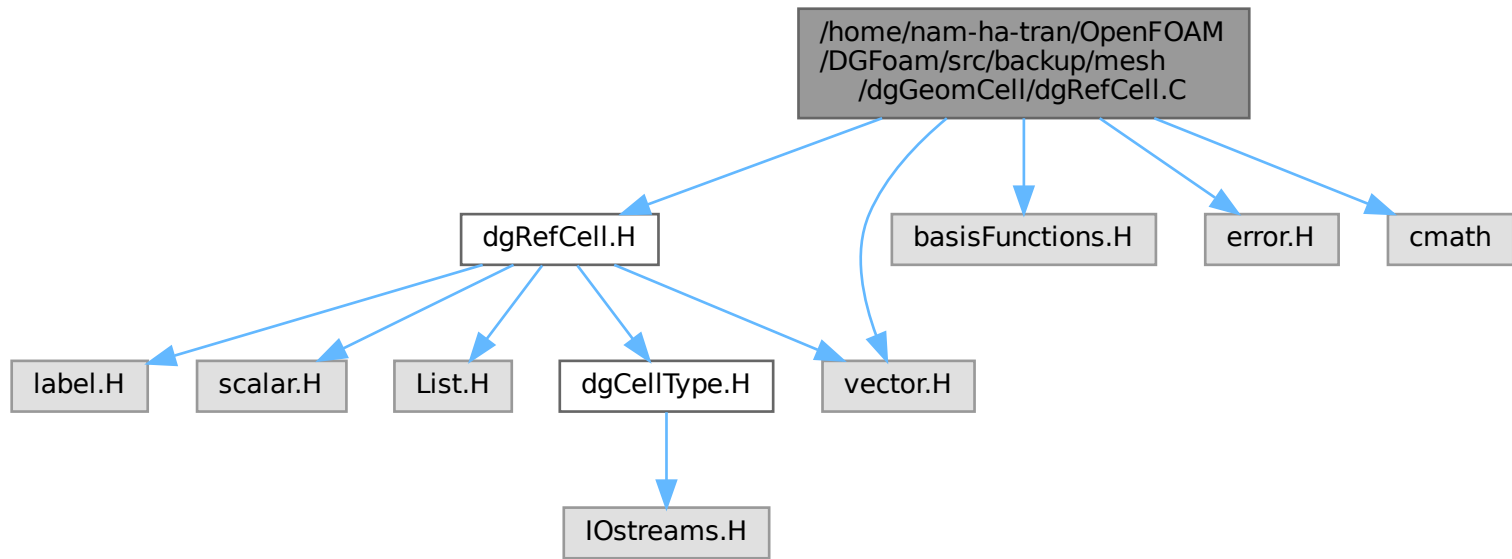 /home/nam-ha-tran/OpenFOAM
/DGFoam/src/backup/mesh
/dgGeomCell/dgRefCell.C
dgRefCell.H
basisFunctions.H
error.H
cmath
label.H
scalar.H
List.H
dgCellType.H
vector.H
IOstreams.H